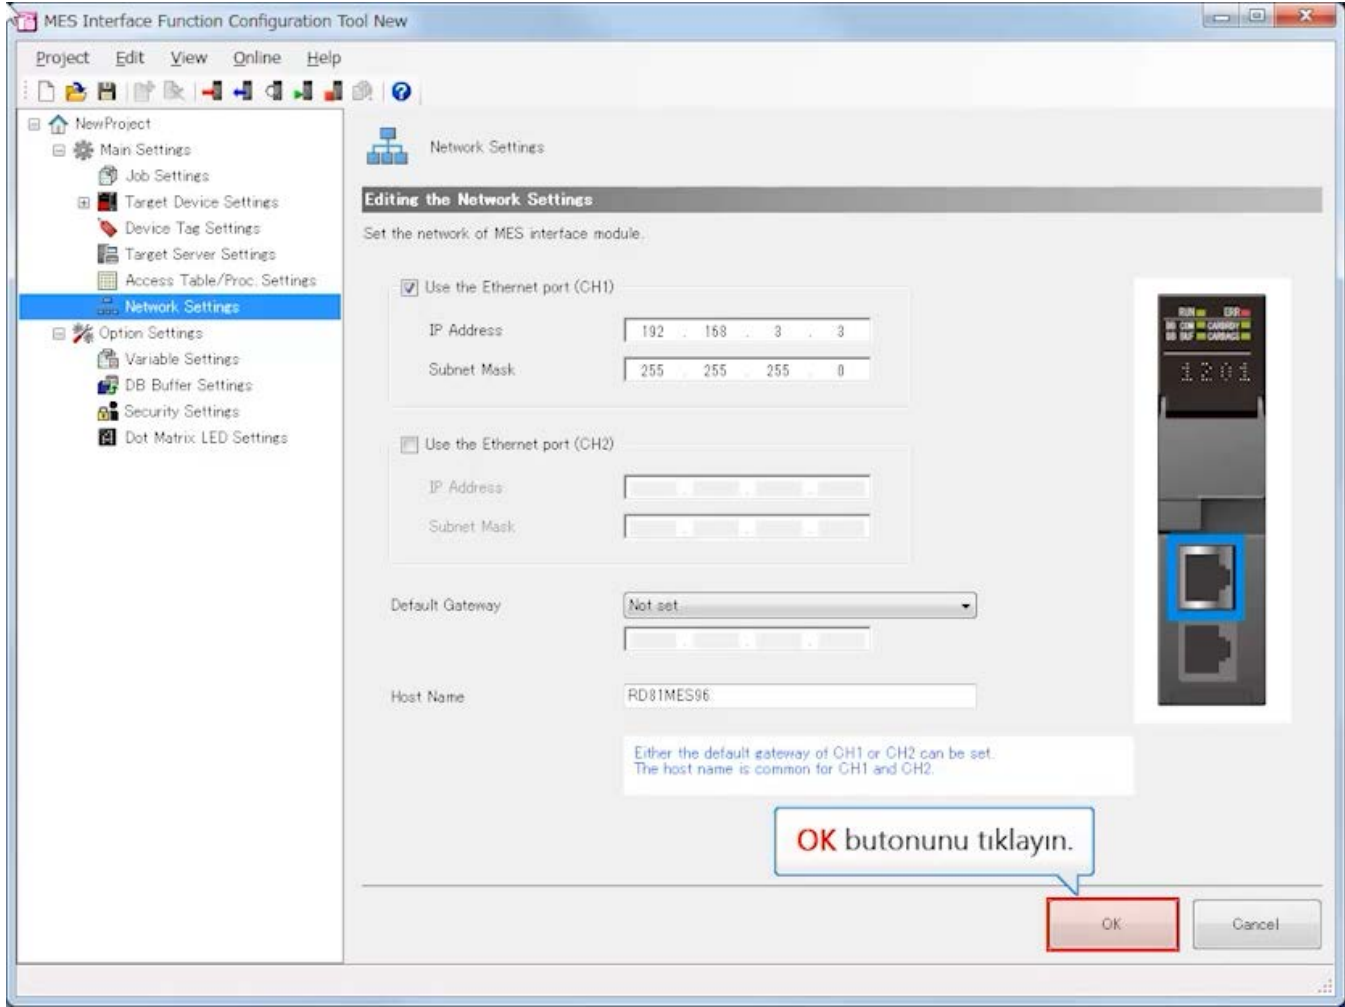 MES Interface Function Configuration Tool New
Project Edit View Online Help
NewProject
Main Settings
Job Settings
Target Device Settings
Device Tag Settings
Target Server Settings
Access Table/Proc. Settings
Network Settings
Option Settings
Variable Settings
DB Buffer Settings
Security Settings
Dot Matrix LED Settings
Network Settings
Editing the Network Settings
Set the network of MES interface module.
Use the Ethernet port (CH1)
IP Address 192 . 168 . 3 . 3
Subnet Mask 255 . 255 . 255 . 0
Use the Ethernet port (CH2)
IP Address . . .
Subnet Mask . . .
Default Gateway Not set
. . .
Host Name RD81MES96
Either the default gateway of CH1 or CH2 can be set.
The host name is common for CH1 and CH2.
RUN ERR
1201
OK butonunu tıklayın.
OK Cancel